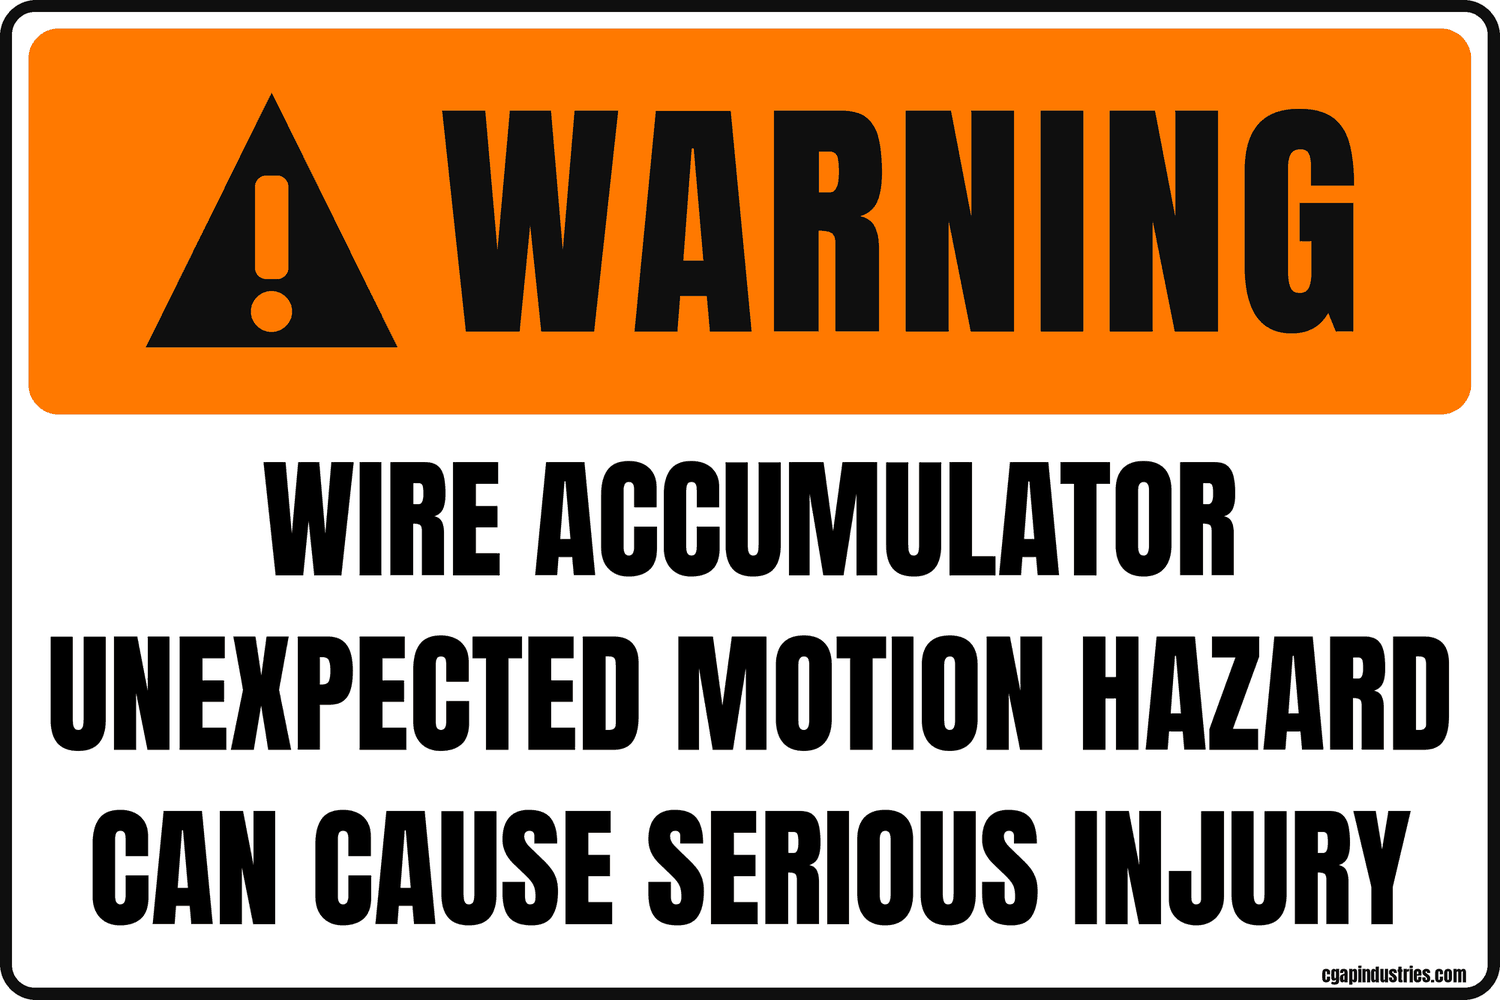 WARNING
WIRE ACCUMULATOR
UNEXPECTED MOTION HAZARD
CAN CAUSE SERIOUS INJURY
cgapindustries.com